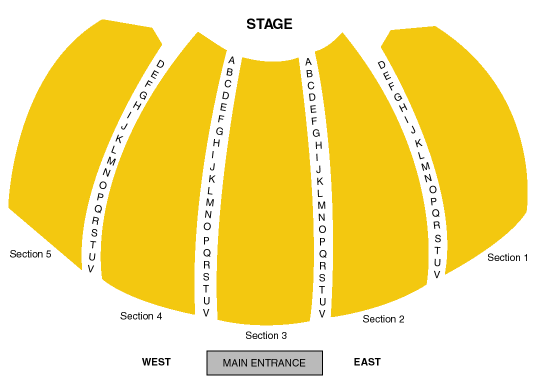 STAGE
D E F G H I J K L M N O P Q R S T U V
A B C D E F G H I J K L M N O P Q R S T U V
A B C D E F G H I J K L M N O P Q R S T U V
D E F G H I J K L M N O P Q R S T U V
Section 5
Section 4
Section 3
Section 2
Section 1
WEST
MAIN ENTRANCE
EAST